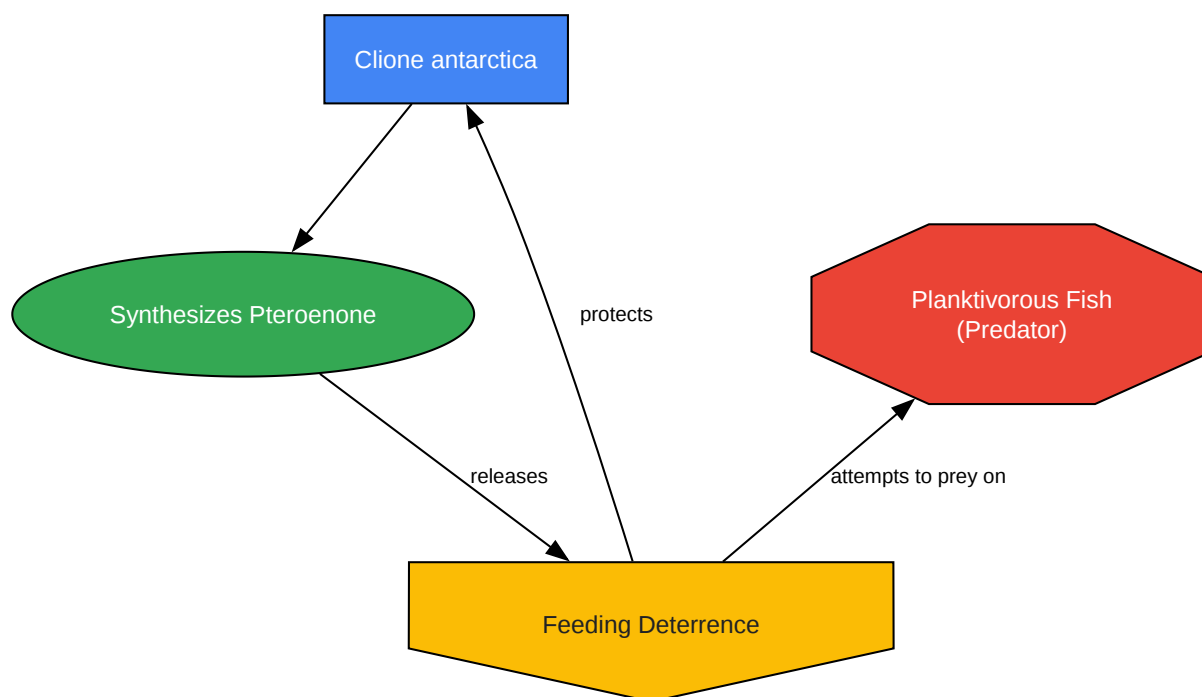 Clione antarctica
Synthesizes Pteroenone
protects
Planktivorous Fish
(Predator)
releases
attempts to prey on
Feeding Deterrence